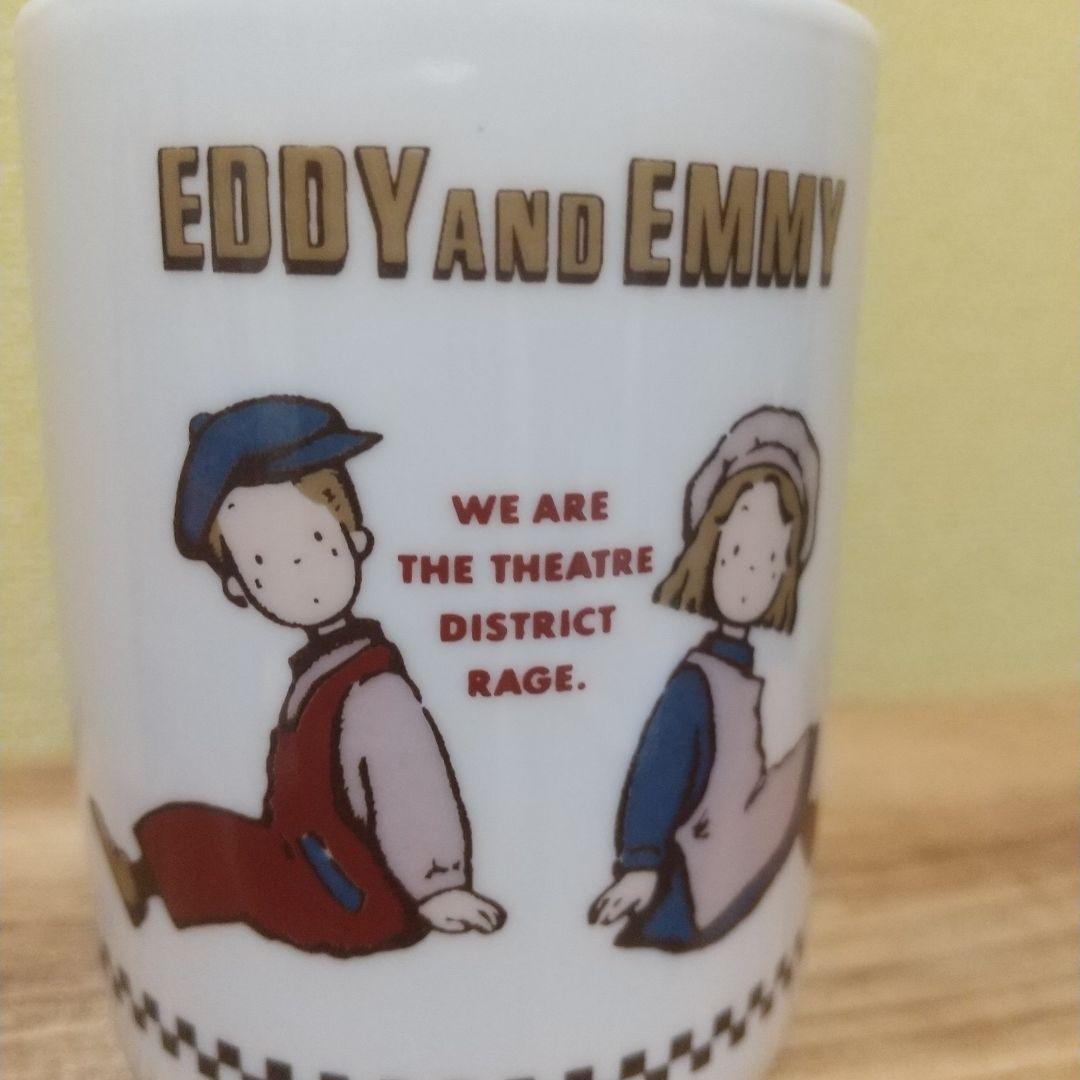 EDDY AND EMMY
WE ARE
THE THEATRE
DISTRICT
RAGE.